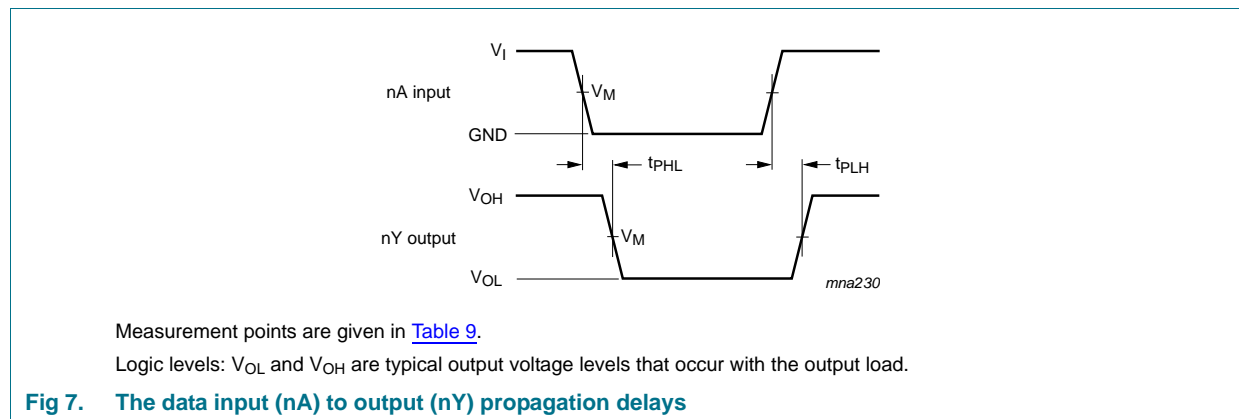 VI
nA input
VM
GND
tPHL
tPLH
VOH
nY output
VM
VOL
mna230
Measurement points are given in Table 9.
Logic levels: VOL and VOH are typical output voltage levels that occur with the output load.
Fig 7. The data input (nA) to output (nY) propagation delays